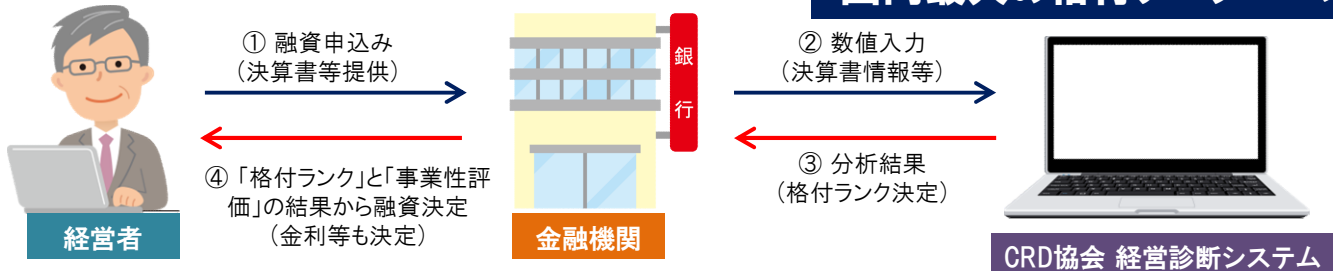 ① 融資申込み
（決算書等提供）
銀行
② 数値入力
（決算書情報等）
④ 「格付ランク」と「事業性評
価」の結果から融資決定
（金利等も決定）
③ 分析結果
（格付ランク決定）
経営者
金融機関
CRD協会 経営診断システム